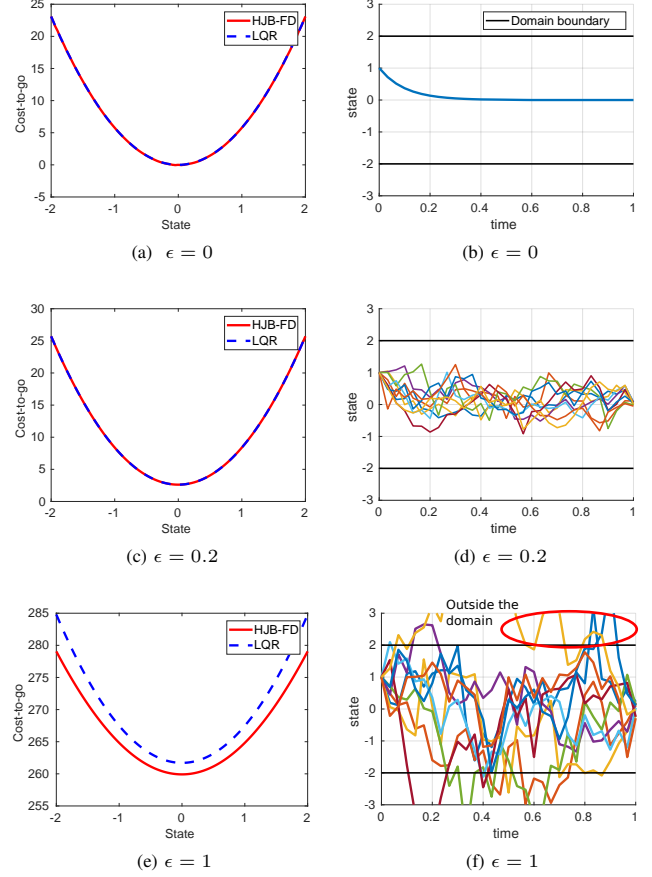 25
20
15
10
5
0
-5
-2
-1
0
1
2
Cost-to-go
State
HJB-FD
LQR
(a) ϵ = 0
3
2
1
0
-1
-2
-3
0
0.2
0.4
0.6
0.8
1
state
time
Domain boundary
(b) ϵ = 0
30
25
20
15
10
5
0
-2
-1
0
1
2
Cost-to-go
State
HJB-FD
LQR
(c) ϵ = 0.2
3
2
1
0
-1
-2
-3
0
0.2
0.4
0.6
0.8
1
state
time
(d) ϵ = 0.2
285
280
275
270
265
260
255
-2
-1
0
1
2
Cost-to-go
State
HJB-FD
LQR
(e) ϵ = 1
Outside the
domain
3
2
1
0
-1
-2
-3
0
0.2
0.4
0.6
0.8
1
state
time
(f) ϵ = 1